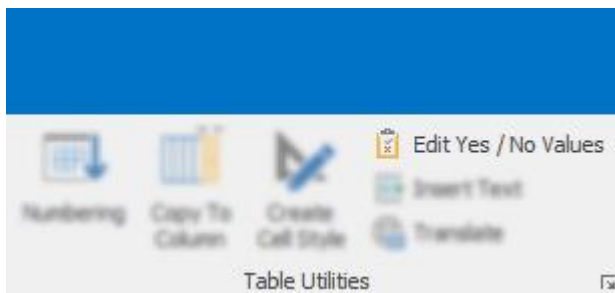 Edit Yes / No Values
Numbering
Copy To
Column
Create
Cell Style
Insert Text
Translate
Table Utilities